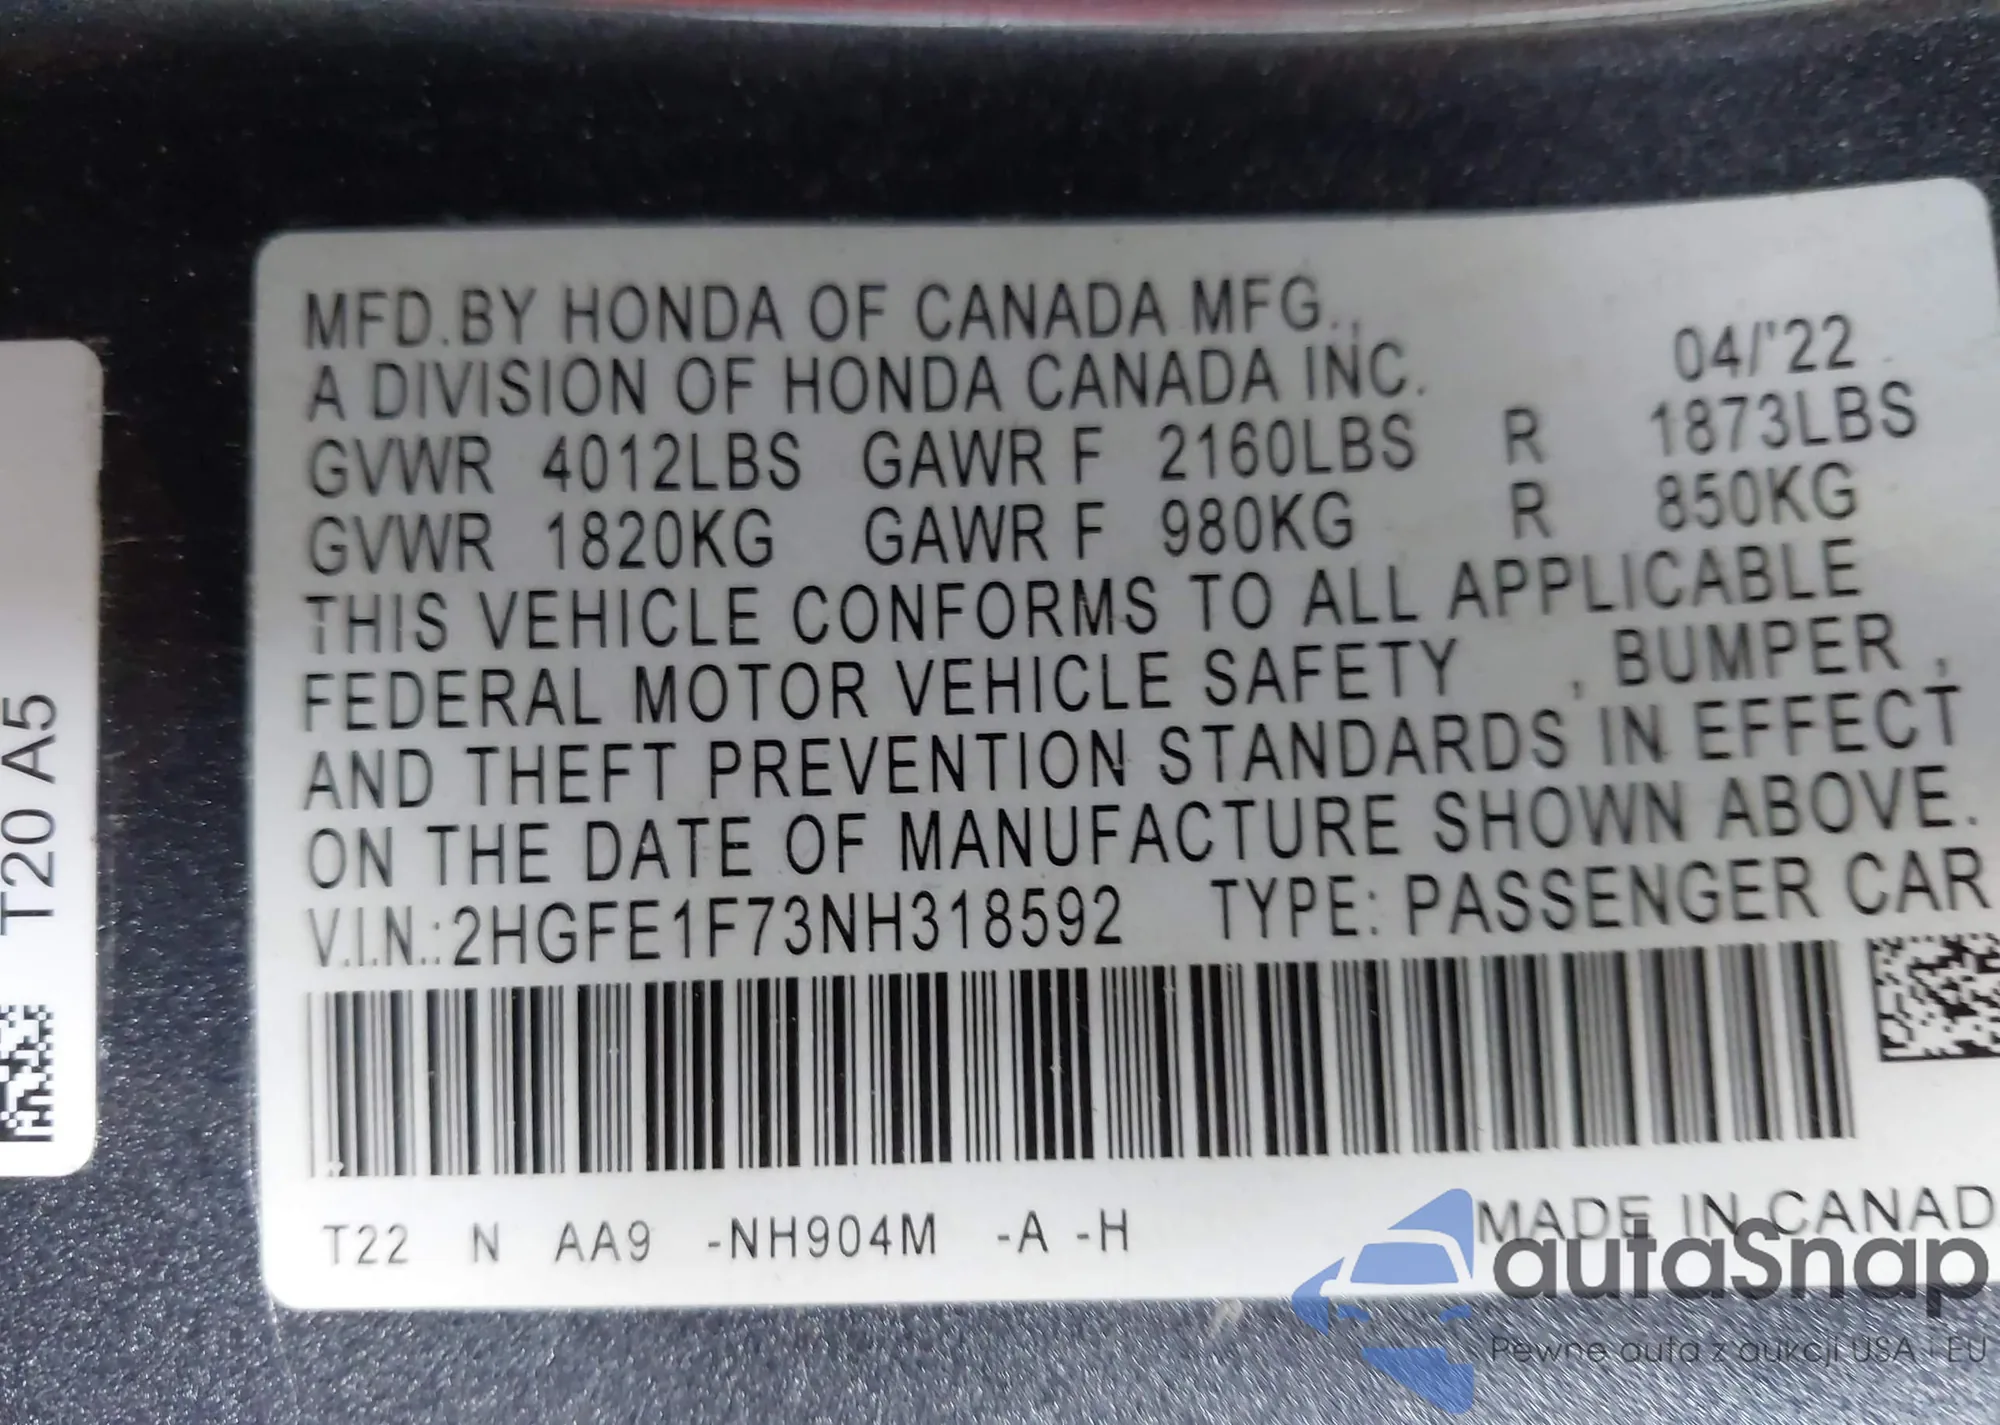 MFD.BY HONDA OF CANADA MFG.,
A DIVISION OF HONDA CANADA INC. 04/'22
GVWR 4012LBS GAWR F 2160LBS R 1873LBS
GVWR 1820KG GAWR F 980KG R 850KG
THIS VEHICLE CONFORMS TO ALL APPLICABLE
FEDERAL MOTOR VEHICLE SAFETY , BUMPER ,
AND THEFT PREVENTION STANDARDS IN EFFECT
ON THE DATE OF MANUFACTURE SHOWN ABOVE.
V.I.N.:2HGFE1F73NH318592 TYPE: PASSENGER CAR
T22 N AA9 -NH904M -A -H MADE IN CANAD
T20 A5
autaSnap
Pewne auta z aukcji USA i EU